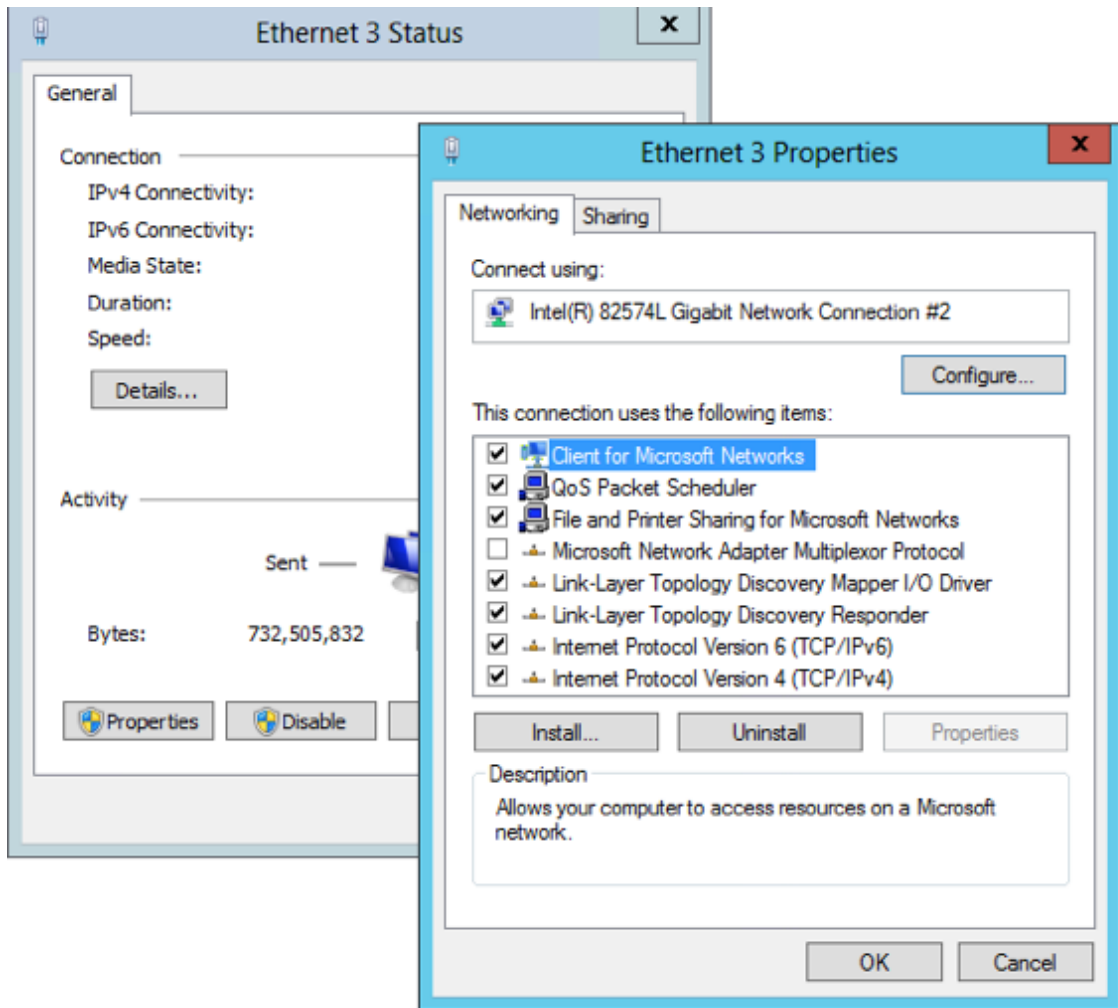 Ethernet 3 Status
x
General
Connection
IPv4 Connectivity:
IPv6 Connectivity:
Media State:
Duration:
Speed:
Details...
Activity
Sent
Bytes:
732,505,832
Properties
Disable
Ethernet 3 Properties
x
Networking
Sharing
Connect using:
Intel(R) 82574L Gigabit Network Connection #2
Configure...
This connection uses the following items:
Client for Microsoft Networks
QoS Packet Scheduler
File and Printer Sharing for Microsoft Networks
Microsoft Network Adapter Multiplexor Protocol
Link-Layer Topology Discovery Mapper I/O Driver
Link-Layer Topology Discovery Responder
Internet Protocol Version 6 (TCP/IPv6)
Internet Protocol Version 4 (TCP/IPv4)
Install...
Uninstall
Properties
Description
Allows your computer to access resources on a Microsoft
network.
OK
Cancel